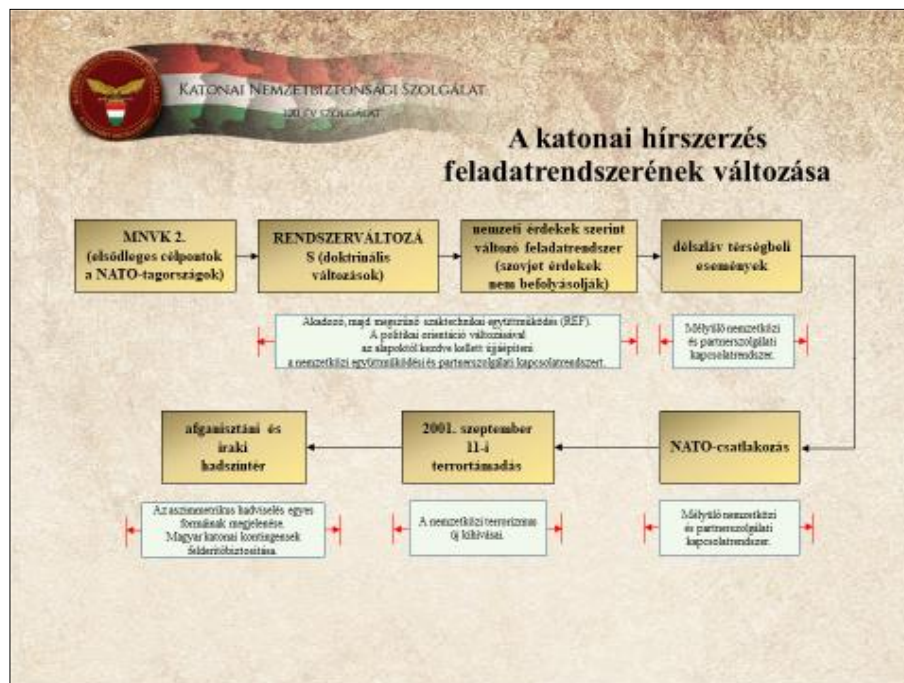 KATONAI NEMZETBIZTONSÁGI SZOLGÁLAT
100 ÉV SZOLGÁLAT
A katonai hírszerzés
feladatrendszerének változása
MNVK 2.
(elsődleges célpontok
a NATO-tagországok)
RENDSZERVÁLTOZÁ
S (doktrinális
változások)
nemzeti érdekek szerint
változó feladatrendszer
(szovjet érdekek
nem befolyásolják)
délszláv térségbeli
események
Akadozó, majd megszűnő szaktechnikai együttműködés (REF).
A politikai orientáció változásával
az alapoktól kezdve kellett újjáépíteni
a nemzetközi együttműködési és partnerszolgálati kapcsolatrendszert.
Mélyülő nemzetközi
és partnerszolgálati
kapcsolatrendszer.
afganisztáni és
iraki
hadszíntér
2001. szeptember
11-i
terrortámadás
NATO-csatlakozás
Az aszimmetrikus hadviselés egyes
formáinak megjelenése.
Magyar katonai kontingensek
felderítőbiztosítása.
A nemzetközi terrorizmus
új kihívásai.
Mélyülő nemzetközi
és partnerszolgálati
kapcsolatrendszer.